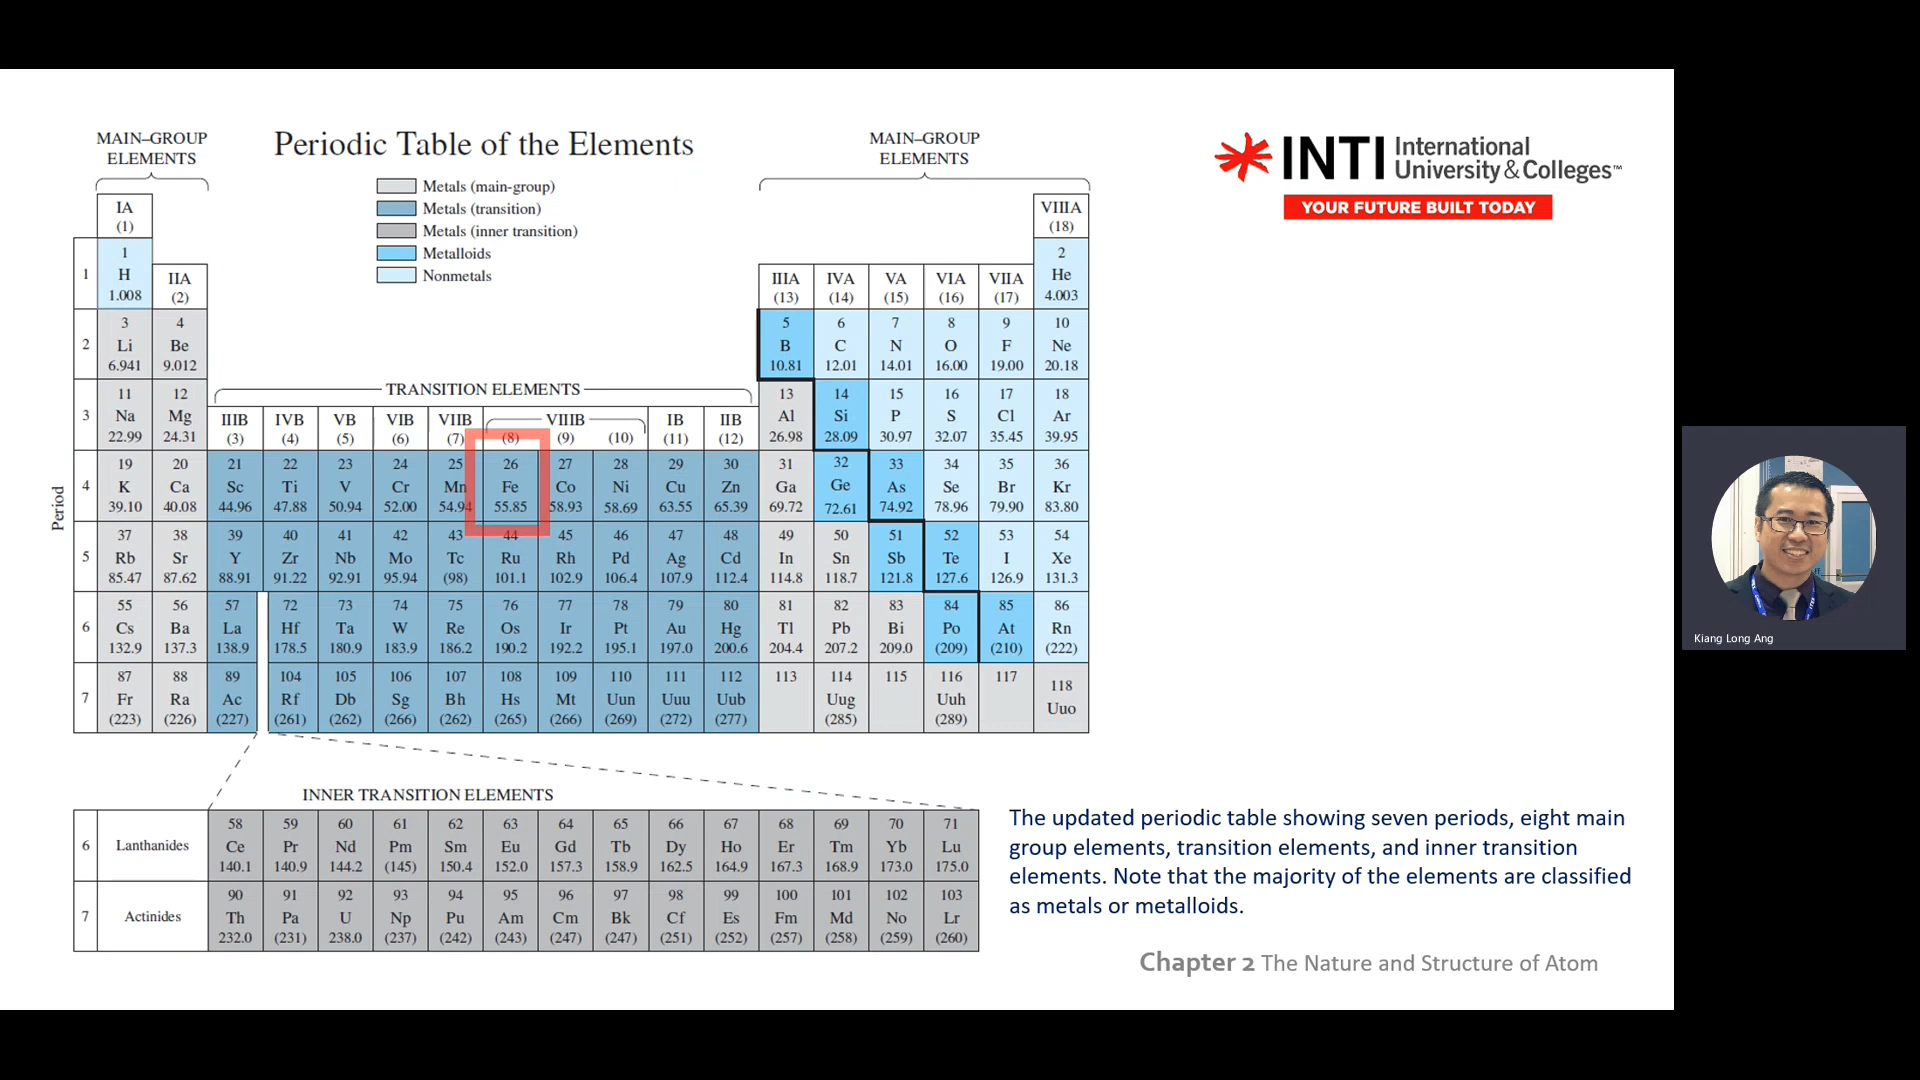 MAIN–GROUP
ELEMENTS
Periodic Table of the Elements
MAIN–GROUP
ELEMENTS
Metals (main-group)
Metals (transition)
Metals (inner transition)
Metalloids
Nonmetals
INTI International
University & Colleges™
YOUR FUTURE BUILT TODAY
IA VIIIA
(1) (18)
1 2
1 H IIA IIIA IVA VA VIA VIIA He
1.008 (2) (13) (14) (15) (16) (17) 4.003
3 4 5 6 7 8 9 10
2 Li Be B C N O F Ne
6.941 9.012 10.81 12.01 14.01 16.00 19.00 20.18
TRANSITION ELEMENTS
11 12 13 14 15 16 17 18
3 Na Mg IIIB IVB VB VIB VIIB VIIIB IB IIB Al Si P S Cl Ar
22.99 24.31 (3) (4) (5) (6) (7) (8) (9) (10) (11) (12) 26.98 28.09 30.97 32.07 35.45 39.95
19 20 21 22 23 24 25 26 27 28 29 30 31 32 33 34 35 36
4 K Ca Sc Ti V Cr Mn Fe Co Ni Cu Zn Ga Ge As Se Br Kr
39.10 40.08 44.96 47.88 50.94 52.00 54.94 55.85 58.93 58.69 63.55 65.39 69.72 72.61 74.92 78.96 79.90 83.80
Period
37 38 39 40 41 42 43 44 45 46 47 48 49 50 51 52 53 54
5 Rb Sr Y Zr Nb Mo Tc Ru Rh Pd Ag Cd In Sn Sb Te I Xe
85.47 87.62 88.91 91.22 92.91 95.94 (98) 101.1 102.9 106.4 107.9 112.4 114.8 118.7 121.8 127.6 126.9 131.3
55 56 57 72 73 74 75 76 77 78 79 80 81 82 83 84 85 86
6 Cs Ba La Hf Ta W Re Os Ir Pt Au Hg Tl Pb Bi Po At Rn
132.9 137.3 138.9 178.5 180.9 183.9 186.2 190.2 192.2 195.1 197.0 200.6 204.4 207.2 209.0 (209) (210) (222)
87 88 89 104 105 106 107 108 109 110 111 112 113 114 115 116 117 118
7 Fr Ra Ac Rf Db Sg Bh Hs Mt Uun Uuu Uub Uug Uuh Uuo
(223) (226) (227) (261) (262) (266) (262) (265) (266) (269) (272) (277) (285) (289)
INNER TRANSITION ELEMENTS
58 59 60 61 62 63 64 65 66 67 68 69 70 71
6 Lanthanides Ce Pr Nd Pm Sm Eu Gd Tb Dy Ho Er Tm Yb Lu
140.1 140.9 144.2 (145) 150.4 152.0 157.3 158.9 162.5 164.9 167.3 168.9 173.0 175.0
90 91 92 93 94 95 96 97 98 99 100 101 102 103
7 Actinides Th Pa U Np Pu Am Cm Bk Cf Es Fm Md No Lr
232.0 (231) 238.0 (237) (242) (243) (247) (247) (251) (252) (257) (258) (259) (260)
The updated periodic table showing seven periods, eight main
group elements, transition elements, and inner transition
elements. Note that the majority of the elements are classified
as metals or metalloids.
Chapter 2 The Nature and Structure of Atom
Kiang Long Ang